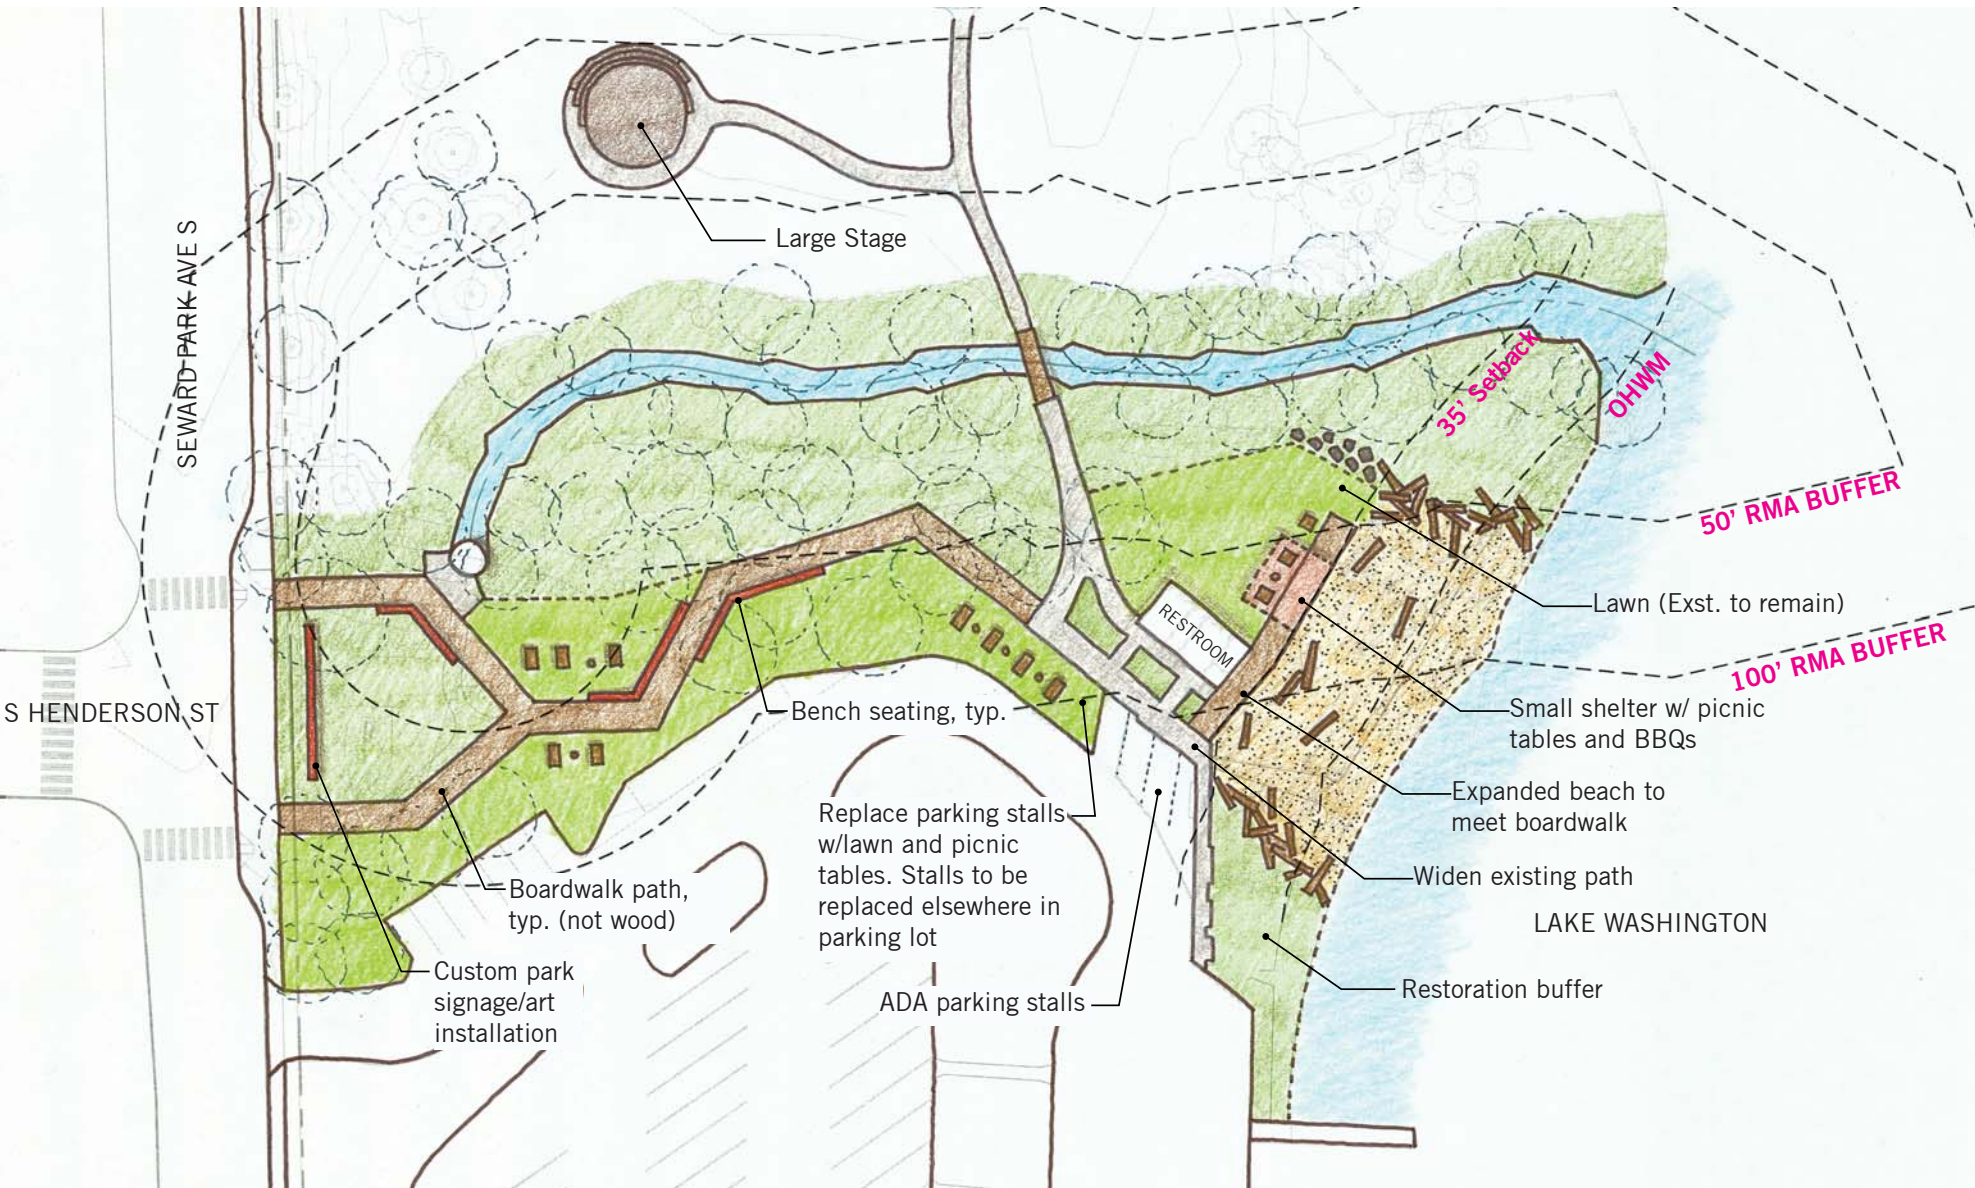 Large Stage
SEWARD PARK AVE S
35' Setback
OHWM
50' RMA BUFFER
Lawn (Exst. to remain)
RESTROOM
100' RMA BUFFER
S HENDERSON ST
Bench seating, typ.
Small shelter w/ picnic
tables and BBQs
Expanded beach to
meet boardwalk
Replace parking stalls
w/lawn and picnic
tables. Stalls to be
replaced elsewhere in
parking lot
Widen existing path
Boardwalk path,
typ. (not wood)
LAKE WASHINGTON
Custom park
signage/art
installation
ADA parking stalls
Restoration buffer